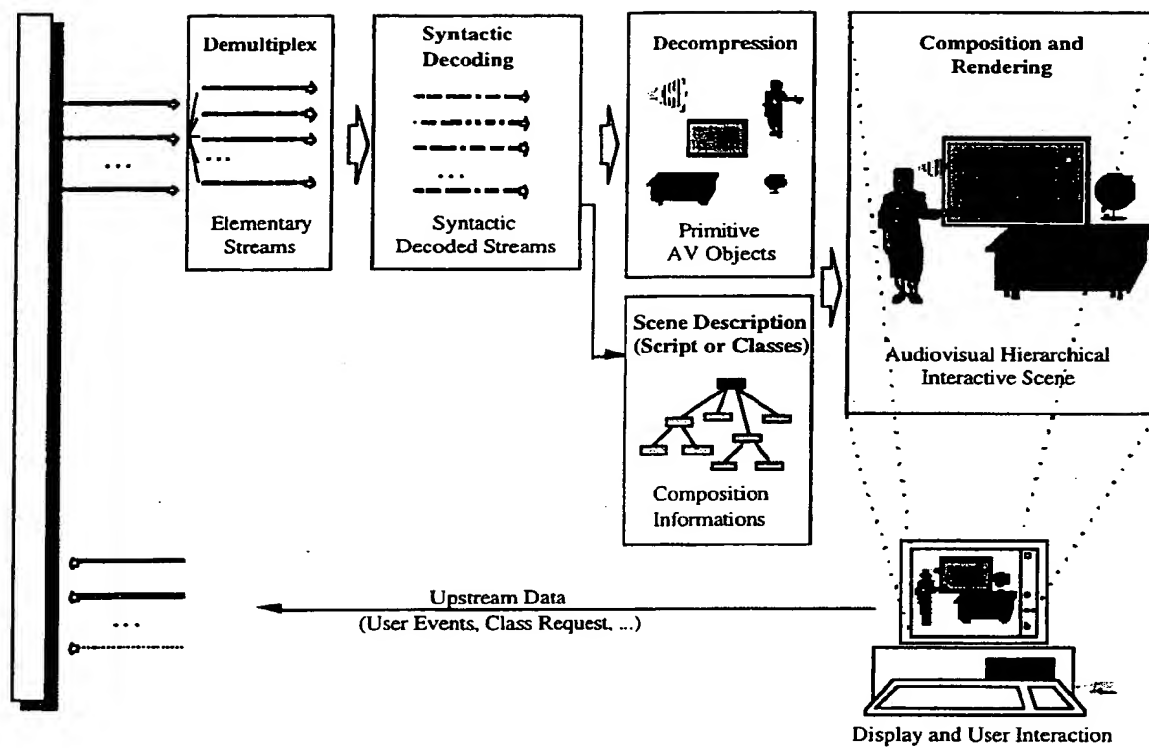 Demultiplex
...
...
Elementary
Streams
Syntactic
Decoding
...
Syntactic
Decoded Streams
Decompression
Primitive
AV Objects
Scene Description
(Script or Classes)
Composition
Informations
Composition and
Rendering
Audiovisual Hierarchical
Interactive Scene
...
Upstream Data
(User Events, Class Request, ...)
Display and User Interaction